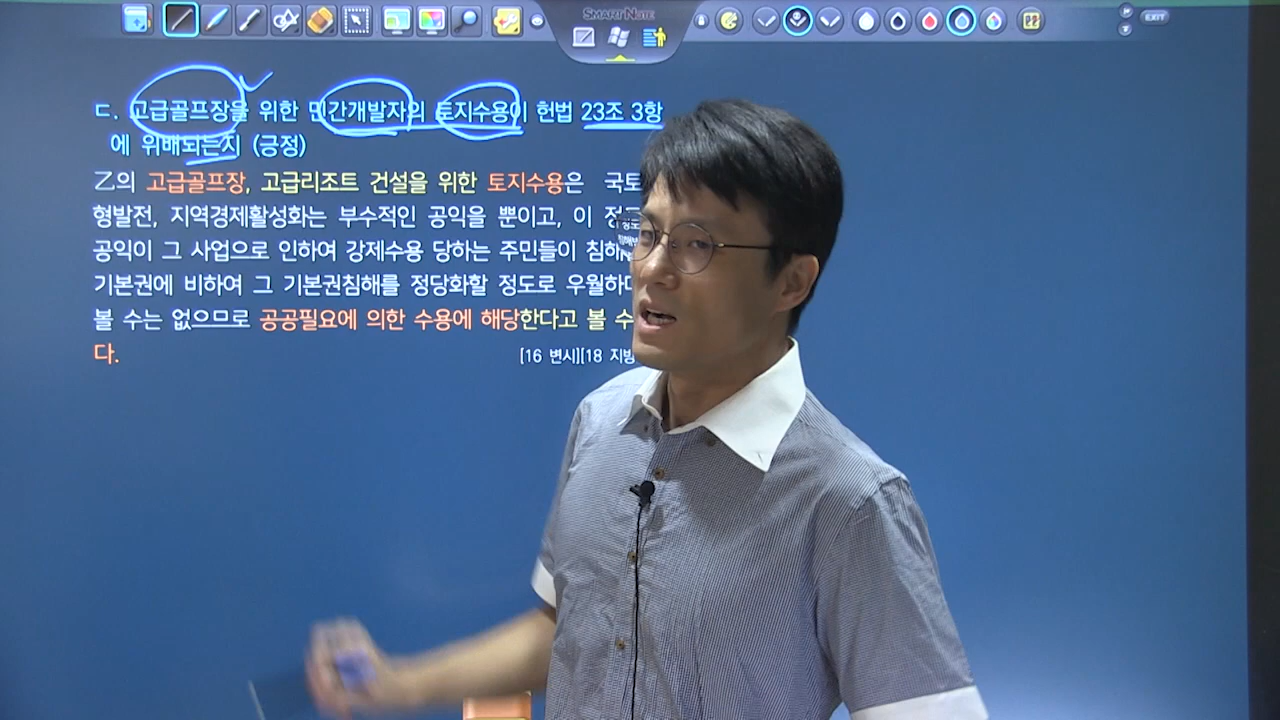 SMARTNOTE
EXIT
ㄷ. 고급골프장을 위한 민간개발자의 토지수용이 헌법 23조 3항
에 위배되는지 (긍정)
乙의 고급골프장, 고급리조트 건설을 위한 토지수용은 국토
형발전, 지역경제활성화는 부수적인 공익을 뿐이고, 이 정
공익이 그 사업으로 인하여 강제수용 당하는 주민들이 침해
기본권에 비하여 그 기본권침해를 정당화할 정도로 우월하
볼 수는 없으므로 공공필요에 의한 수용에 해당한다고 볼 수
다.
[16 변시][18 지방